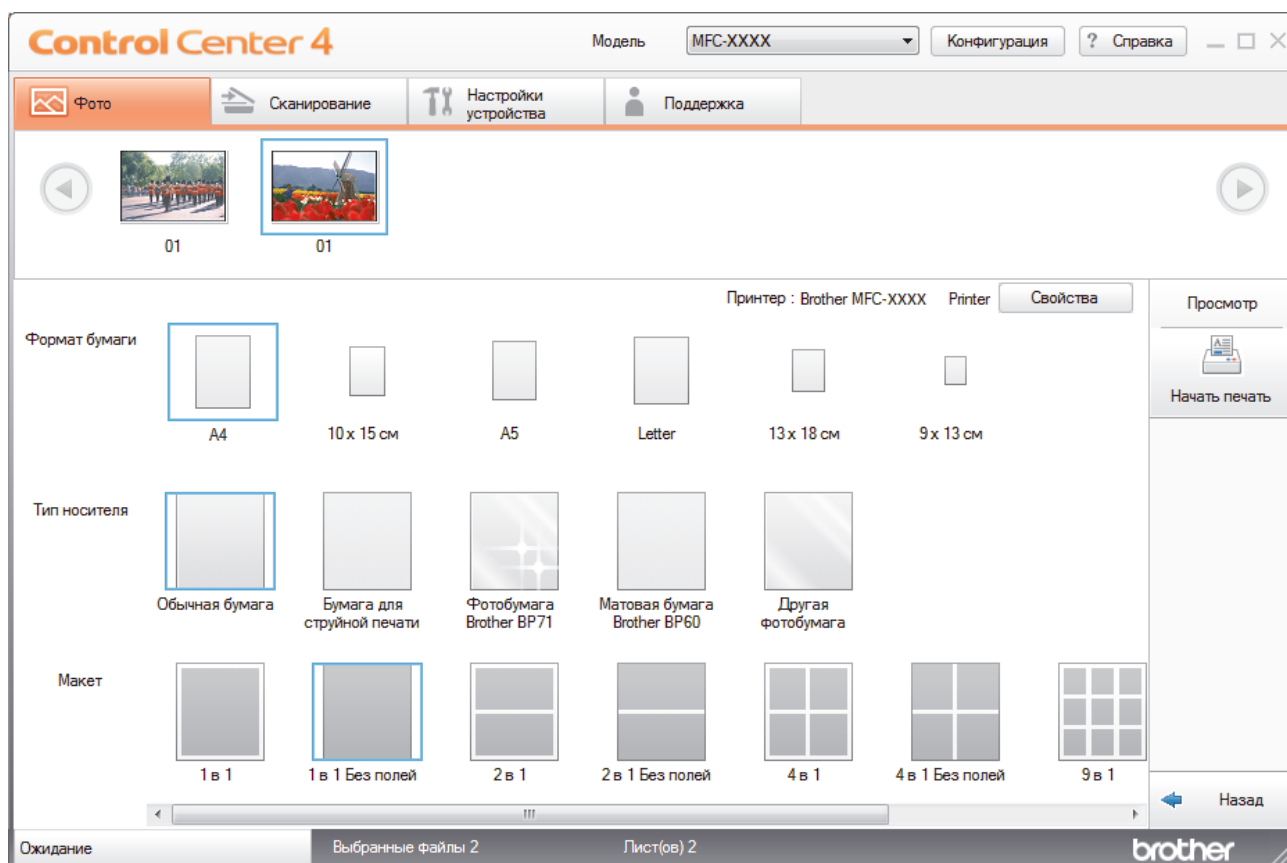 Control Center 4
Модель
MFC-XXXX
Конфигурация
? Справка
Фото
Сканирование
Настройки
устройства
Поддержка
01
01
Принтер : Brother MFC-XXXX Printer
Свойства
Просмотр
Начать печать
Формат бумаги
A4
10 x 15 см
A5
Letter
13 x 18 см
9 x 13 см
Тип носителя
Обычная бумага
Бумага для
струйной печати
Фотобумага
Brother BP71
Матовая бумага
Brother BP60
Другая
фотобумага
Макет
1 в 1
1 в 1 Без полей
2 в 1
2 в 1 Без полей
4 в 1
4 в 1 Без полей
9 в 1
Назад
Ожидание
Выбранные файлы 2
Лист(ов) 2
brother